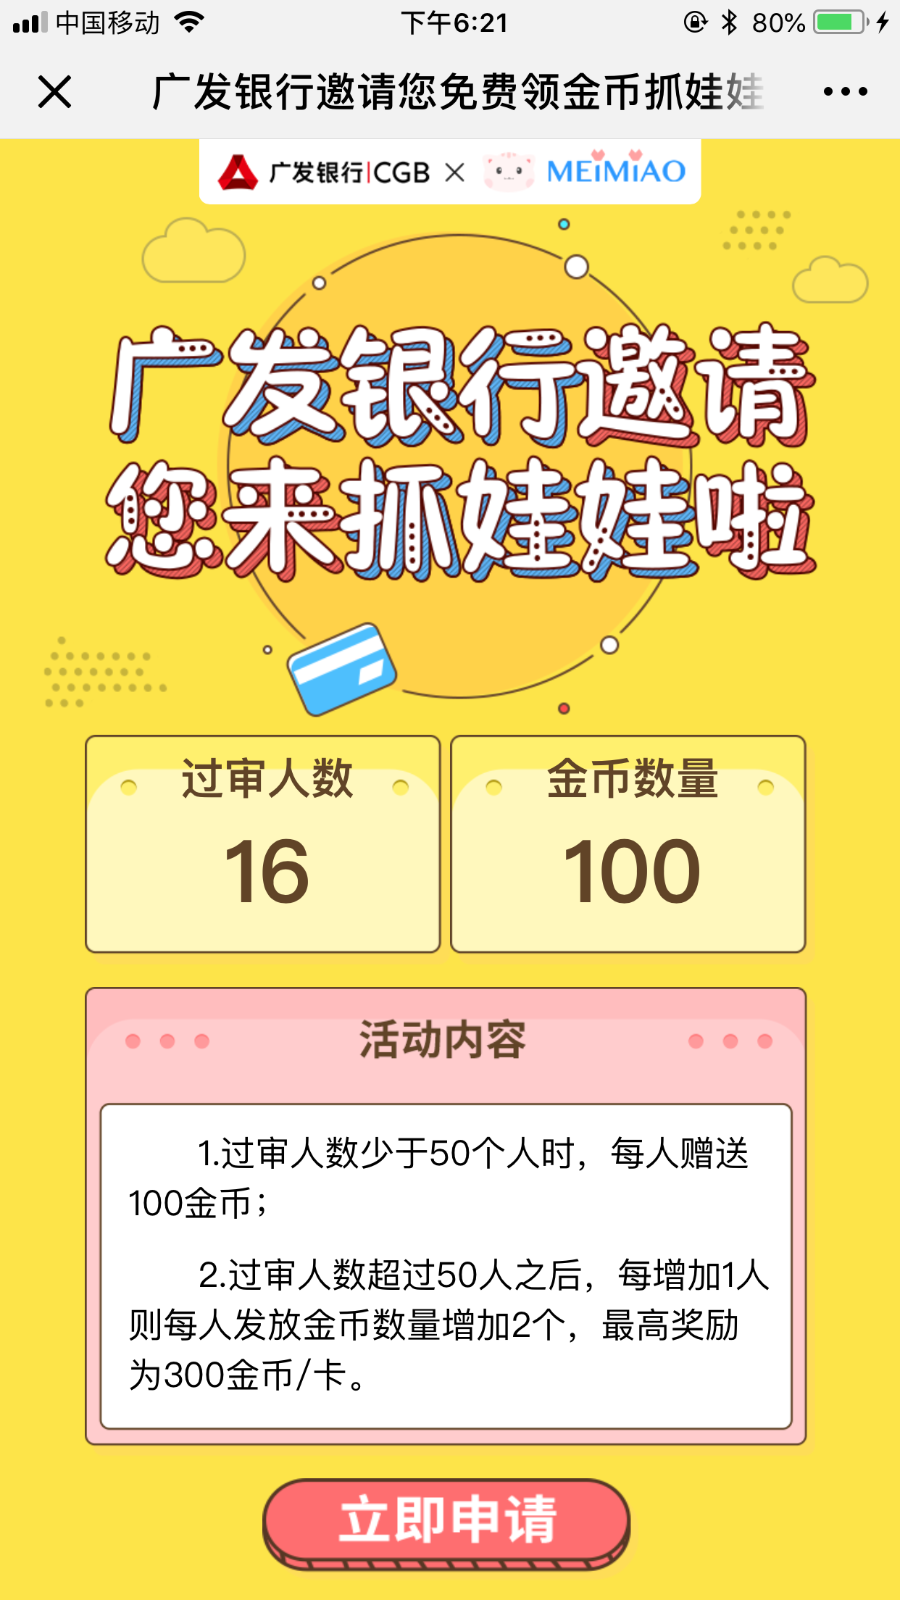 中国移动 下午6:21 80%
广发银行邀请您免费领金币抓娃娃
广发银行|CGB × MEiMiAO
广发银行邀请
您来抓娃娃啦
过审人数 金币数量
16 100
活动内容
1.过审人数少于50个人时，每人赠送
100金币；
2.过审人数超过50人之后，每增加1人
则每人发放金币数量增加2个，最高奖励
为300金币/卡。
立即申请